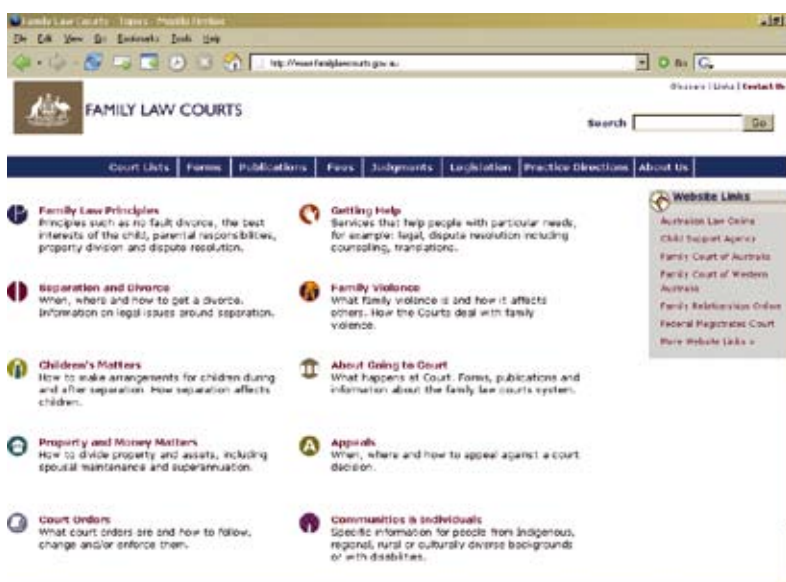 Family Law Courts - Topics - Mozilla Firefox
File Edit View Go Bookmarks Tools Help
http://www.familylawcourts.gov.au
Go
Glossary | Links | Contact Us
FAMILY LAW COURTS
Search
Go
Court Lists | Forms | Publications | Fees | Judgments | Legislation | Practice Directions | About Us
Family Law Principles
Principles such as no fault divorce, the best
interests of the child, parental responsibilities,
property division and dispute resolution.
Separation and Divorce
When, where and how to get a divorce.
Information on legal issues around separation.
Children's Matters
How to make arrangements for children during
and after separation. How separation affects
children.
Property and Money Matters
How to divide property and assets, including
spousal maintenance and superannuation.
Court Orders
What court orders are and how to follow,
change and/or enforce them.
Getting Help
Services that help people with particular needs,
for example: legal, dispute resolution including
counselling, translations.
Family Violence
What family violence is and how it affects
others. How the Courts deal with family
violence.
About Going to Court
What happens at Court. Forms, publications and
information about the family law courts system.
A
Appeals
When, where and how to appeal against a court
decision.
Communities & Individuals
Specific information for people from Indigenous,
regional, rural or culturally diverse backgrounds
or with disabilities.
Website Links
Australian Law Online
Child Support Agency
Family Court of Australia
Family Court of Western
Australia
Family Relationships Online
Federal Magistrates Court
More Website Links »